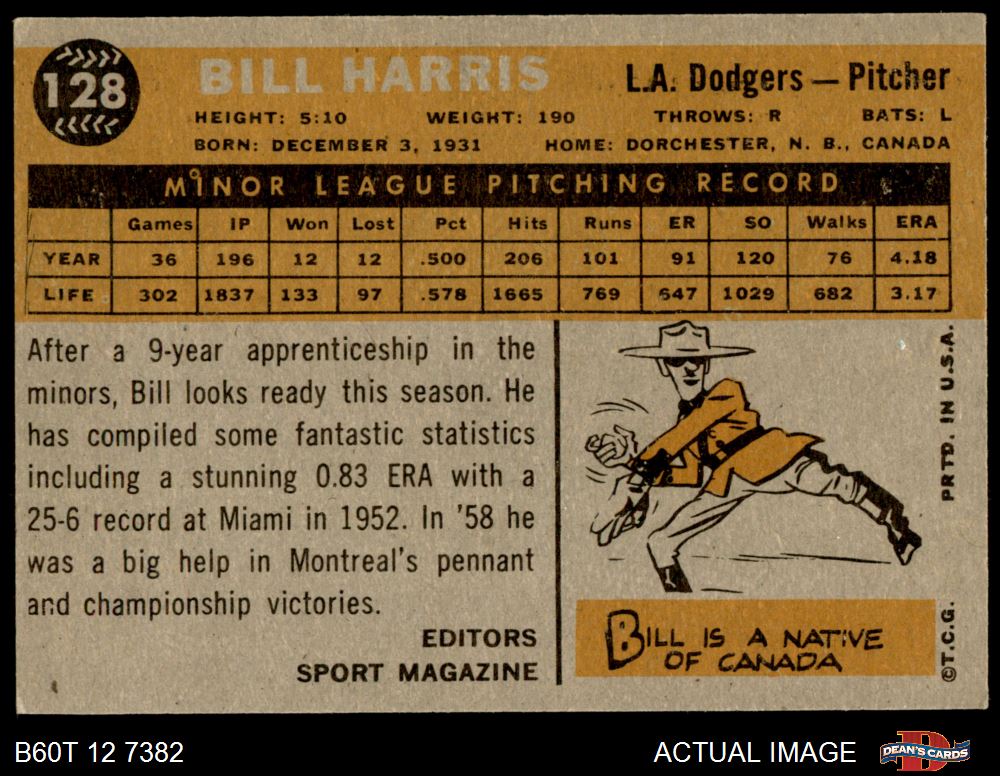 128
BILL HARRIS
L.A. Dodgers — Pitcher
HEIGHT: 5:10 WEIGHT: 190 THROWS: R BATS: L
BORN: DECEMBER 3, 1931 HOME: DORCHESTER, N. B., CANADA
MINOR LEAGUE PITCHING RECORD
Games IP Won Lost Pct Hits Runs ER SO Walks ERA
YEAR 36 196 12 12 .500 206 101 91 120 76 4.18
LIFE 302 1837 133 97 .578 1665 769 647 1029 682 3.17
After a 9-year apprenticeship in the
minors, Bill looks ready this season. He
has compiled some fantastic statistics
including a stunning 0.83 ERA with a
25-6 record at Miami in 1952. In '58 he
was a big help in Montreal's pennant
and championship victories.
EDITORS
SPORT MAGAZINE
BILL IS A NATIVE
OF CANADA
PRTD. IN U.S.A.
©T.C.G.
B60T 12 7382
ACTUAL IMAGE
D
DEAN'S CARDS